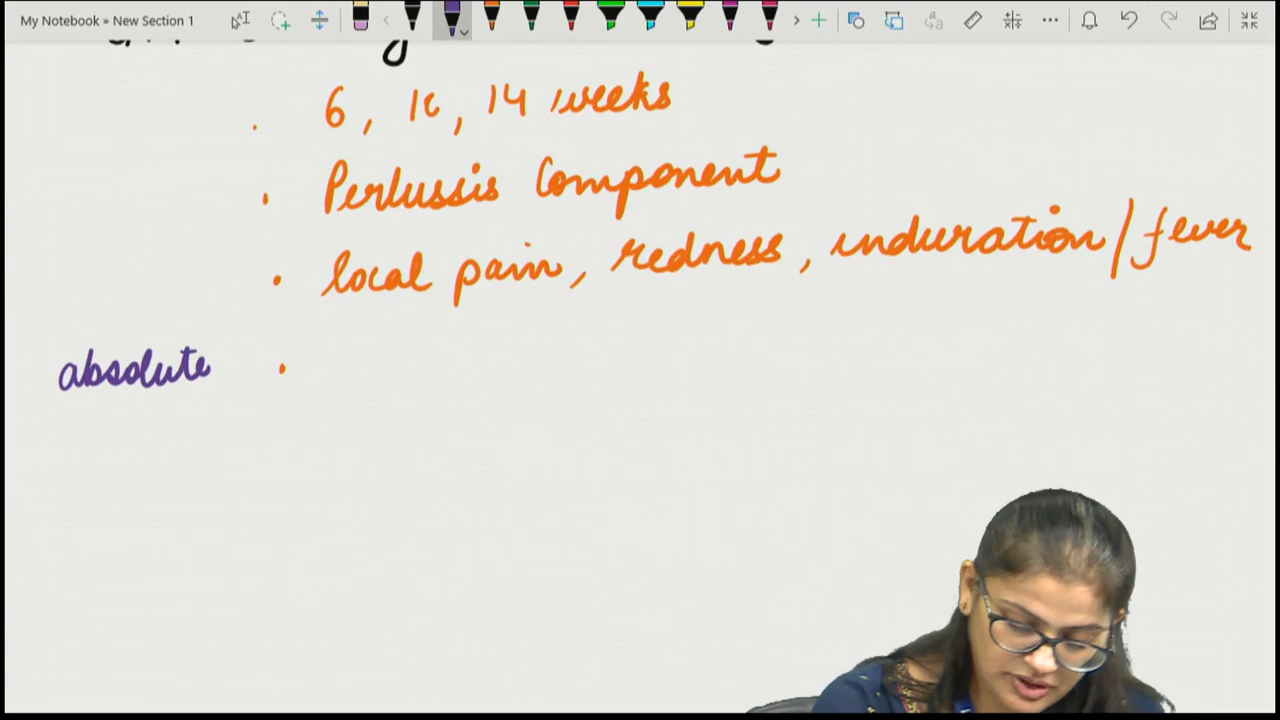 My Notebook » New Section 1
6, 10, 14 weeks
. Pertussis Component
. local pain, redness, induration/fever
absolute .